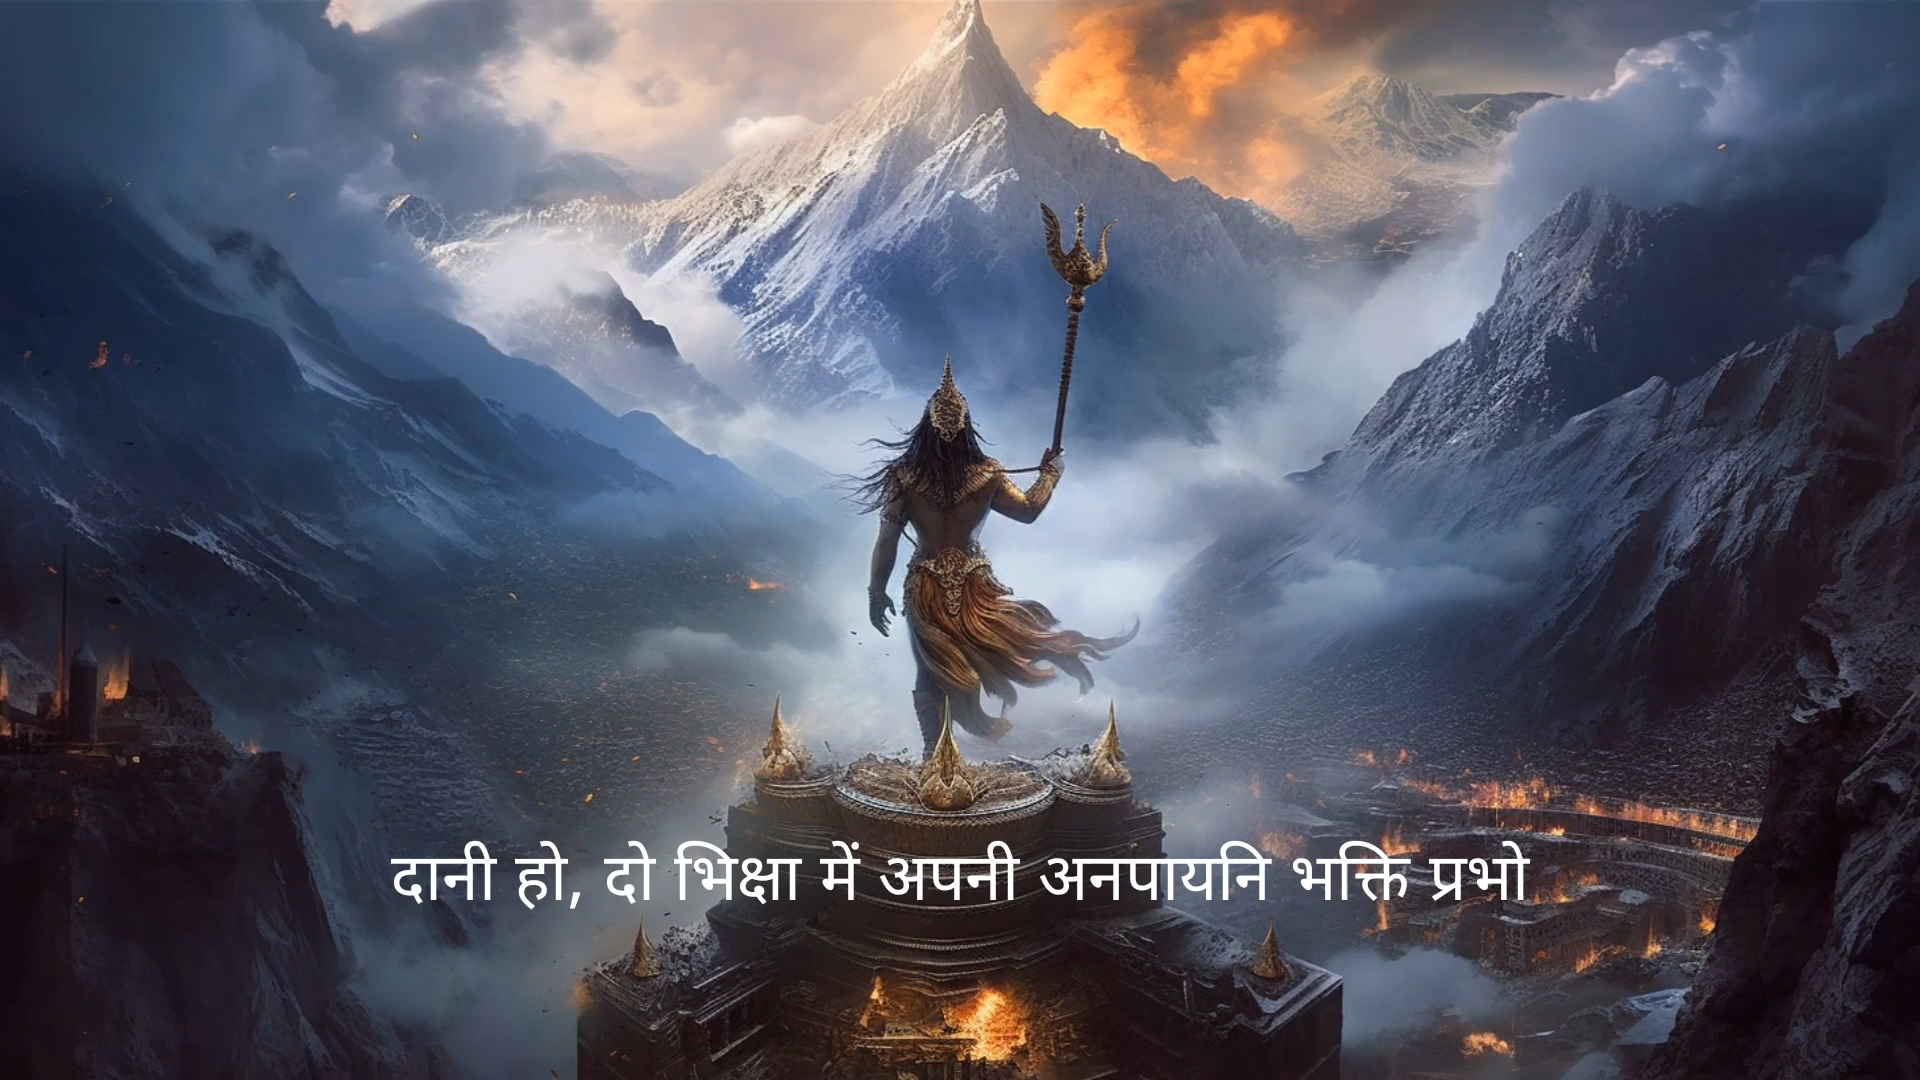 दानी हो, दो भिक्षा में अपनी अनपायनि भक्ति प्रभो